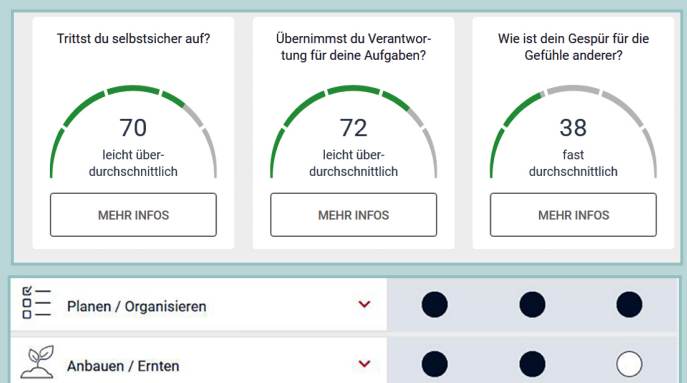 Trittst du selbstsicher auf?
70
leicht über-
durchschnittlich
MEHR INFOS
Übernimmst du Verantwor-
tung für deine Aufgaben?
72
leicht über-
durchschnittlich
MEHR INFOS
Wie ist dein Gespür für die
Gefühle anderer?
38
fast
durchschnittlich
MEHR INFOS
Planen / Organisieren
Anbauen / Ernten